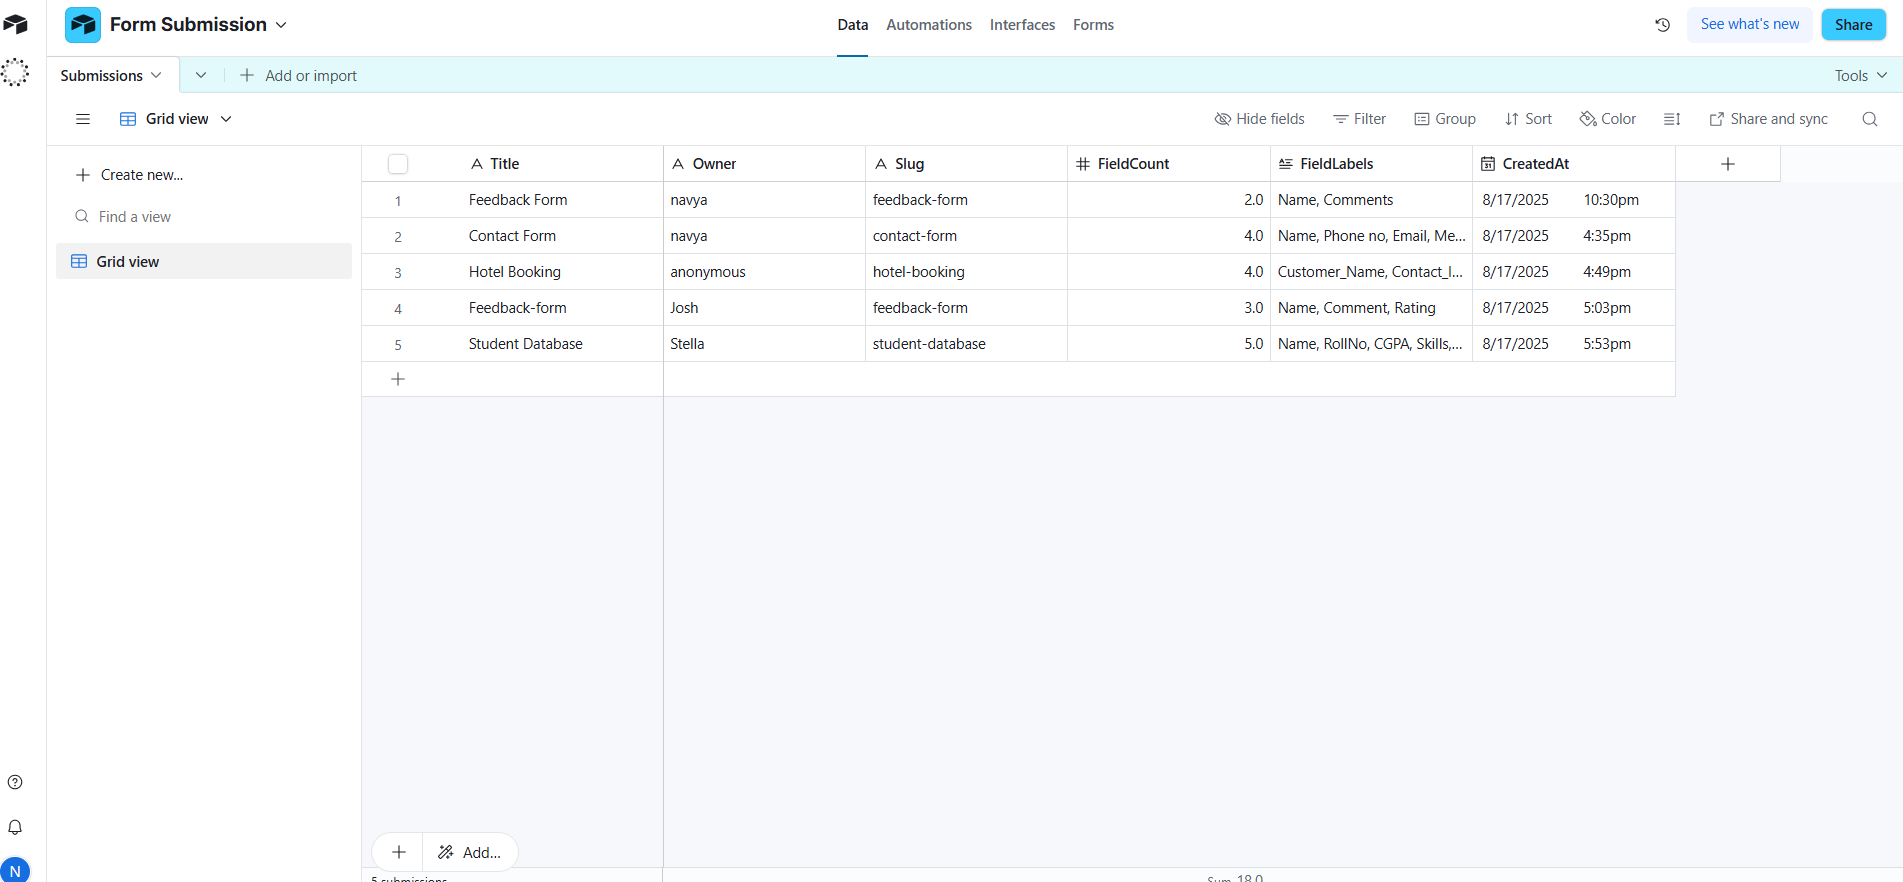 Form Submission
Data Automations Interfaces Forms
See what's new Share
Submissions Add or import Tools
Grid view Hide fields Filter Group Sort Color Share and sync
Create new...
Find a view
Grid view
Title Owner Slug FieldCount FieldLabels CreatedAt
1 Feedback Form navya feedback-form 2.0 Name, Comments 8/17/2025 10:30pm
2 Contact Form navya contact-form 4.0 Name, Phone no, Email, Me... 8/17/2025 4:35pm
3 Hotel Booking anonymous hotel-booking 4.0 Customer_Name, Contact_I... 8/17/2025 4:49pm
4 Feedback-form Josh feedback-form 3.0 Name, Comment, Rating 8/17/2025 5:03pm
5 Student Database Stella student-database 5.0 Name, RollNo, CGPA, Skills,... 8/17/2025 5:53pm
Add...
N
5 submissions Sum 18.0